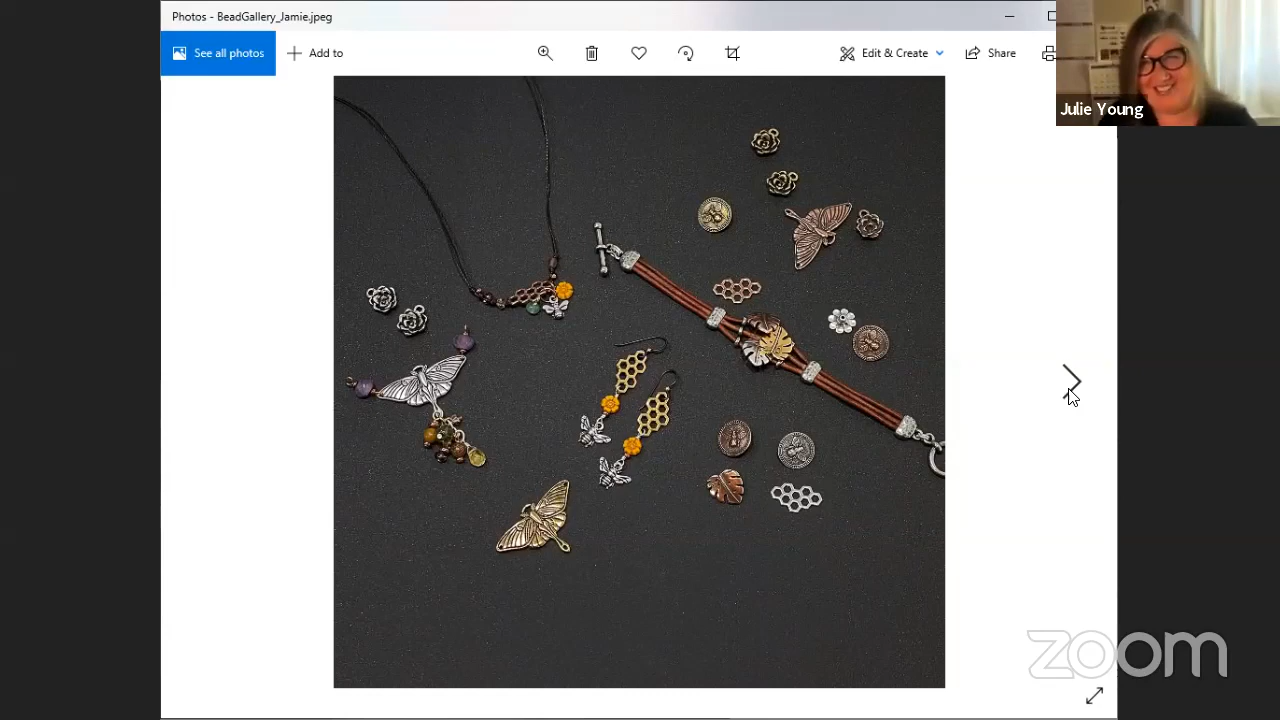 Photos - BeadGallery_Jamie.jpeg
See all photos
Add to
Edit & Create
Share
Julie Young
zoom